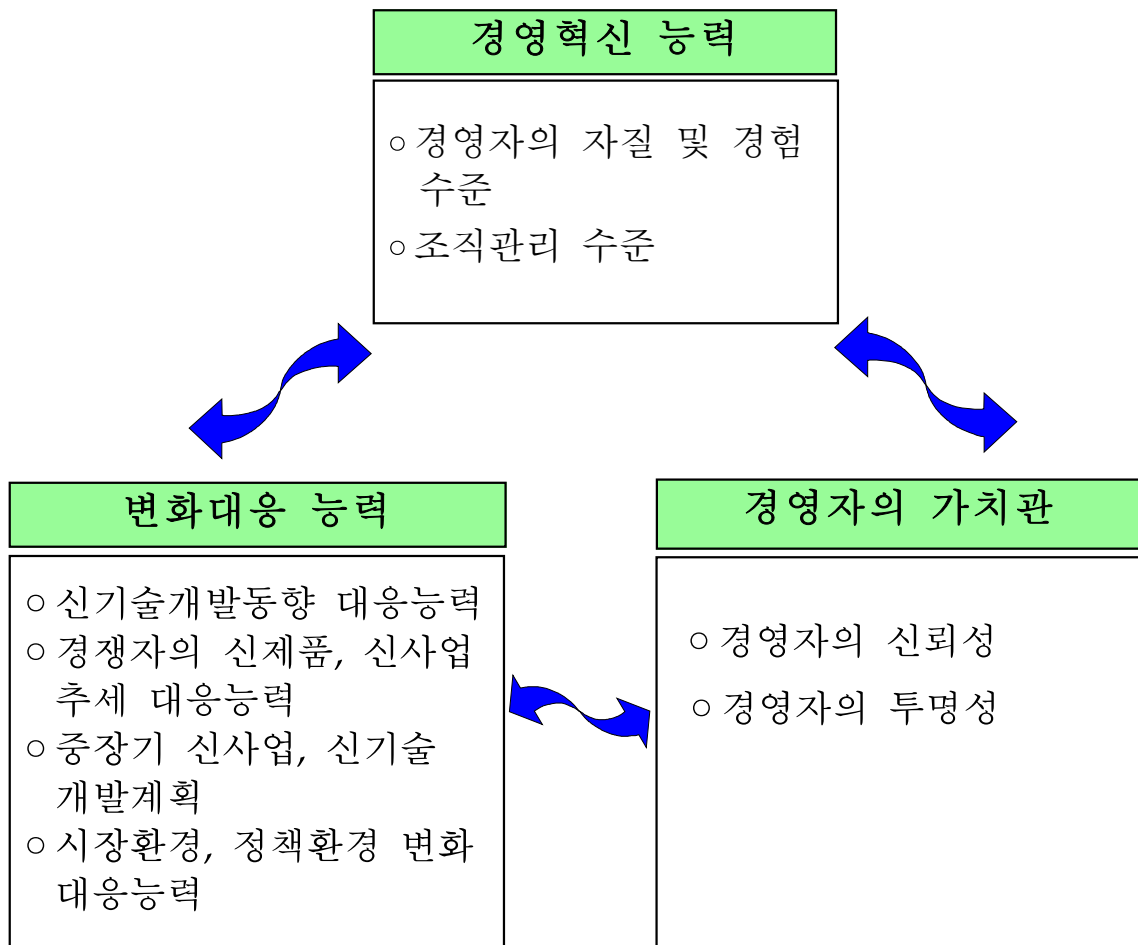 경영혁신 능력
○ 경영자의 자질 및 경험
수준
○ 조직관리 수준
변화대응 능력
○ 신기술개발동향 대응능력
○ 경쟁자의 신제품, 신사업
추세 대응능력
○ 중장기 신사업, 신기술
개발계획
○ 시장환경, 정책환경 변화
대응능력
경영자의 가치관
○ 경영자의 신뢰성
○ 경영자의 투명성